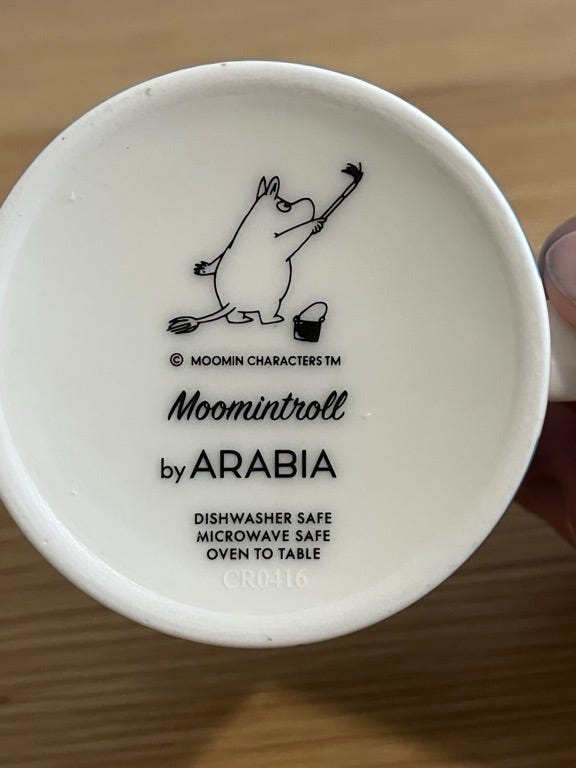 © MOOMIN CHARACTERS TM
Moomintroll
by ARABIA
DISHWASHER SAFE
MICROWAVE SAFE
OVEN TO TABLE
CR0416